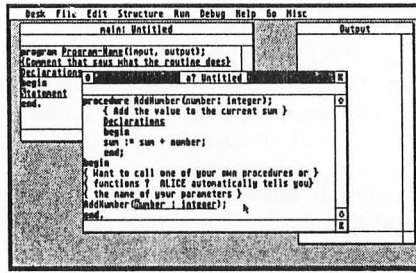 Desk File Edit Structure Run Debug Help Go Misc
main: Untitled
Output
program Program-Name(input, output);
{Comment that says what the routine does}
Declarations
begin
Statement
end.
a? Untitled
procedure AddNumber(number: integer);
{ Add the value to the current sum }
Declarations
begin
sum := sum + number;
end;
begin
{ Want to call one of your own procedures or }
{ functions ? ALICE automatically tells you}
{ the name of your parameters }
AddNumber(Number : integer);
end.